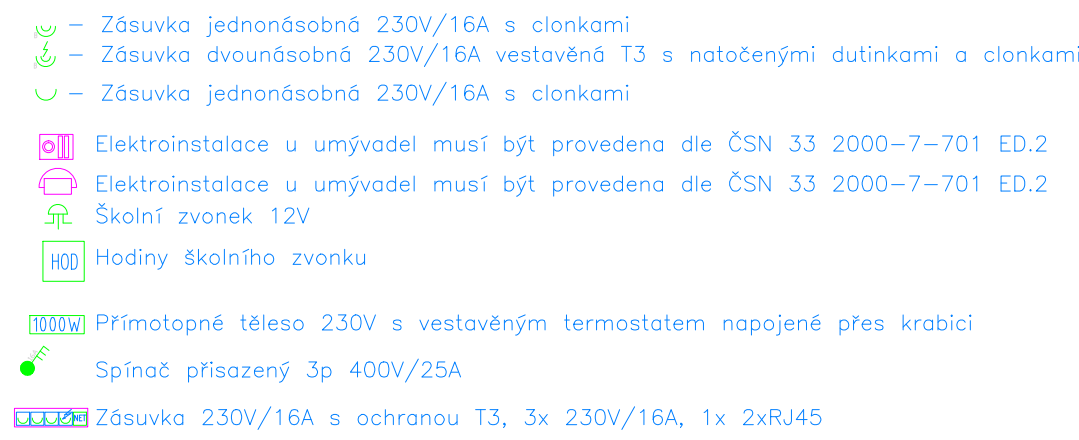 – Zásuvka jednonásobná 230V/16A s clonkami
– Zásuvka dvounásobná 230V/16A vestavěná T3 s natočenými dutinkami a clonkami
– Zásuvka jednonásobná 230V/16A s clonkami
Elektroinstalace u umývadel musí být provedena dle ČSN 33 2000–7–701 ED.2
Elektroinstalace u umývadel musí být provedena dle ČSN 33 2000–7–701 ED.2
Školní zvonek 12V
HOD Hodiny školního zvonku
1000W Přímotopné těleso 230V s vestavěným termostatem napojené přes krabici
Spínač přisazený 3p 400V/25A
NET Zásuvka 230V/16A s ochranou T3, 3x 230V/16A, 1x 2xRJ45